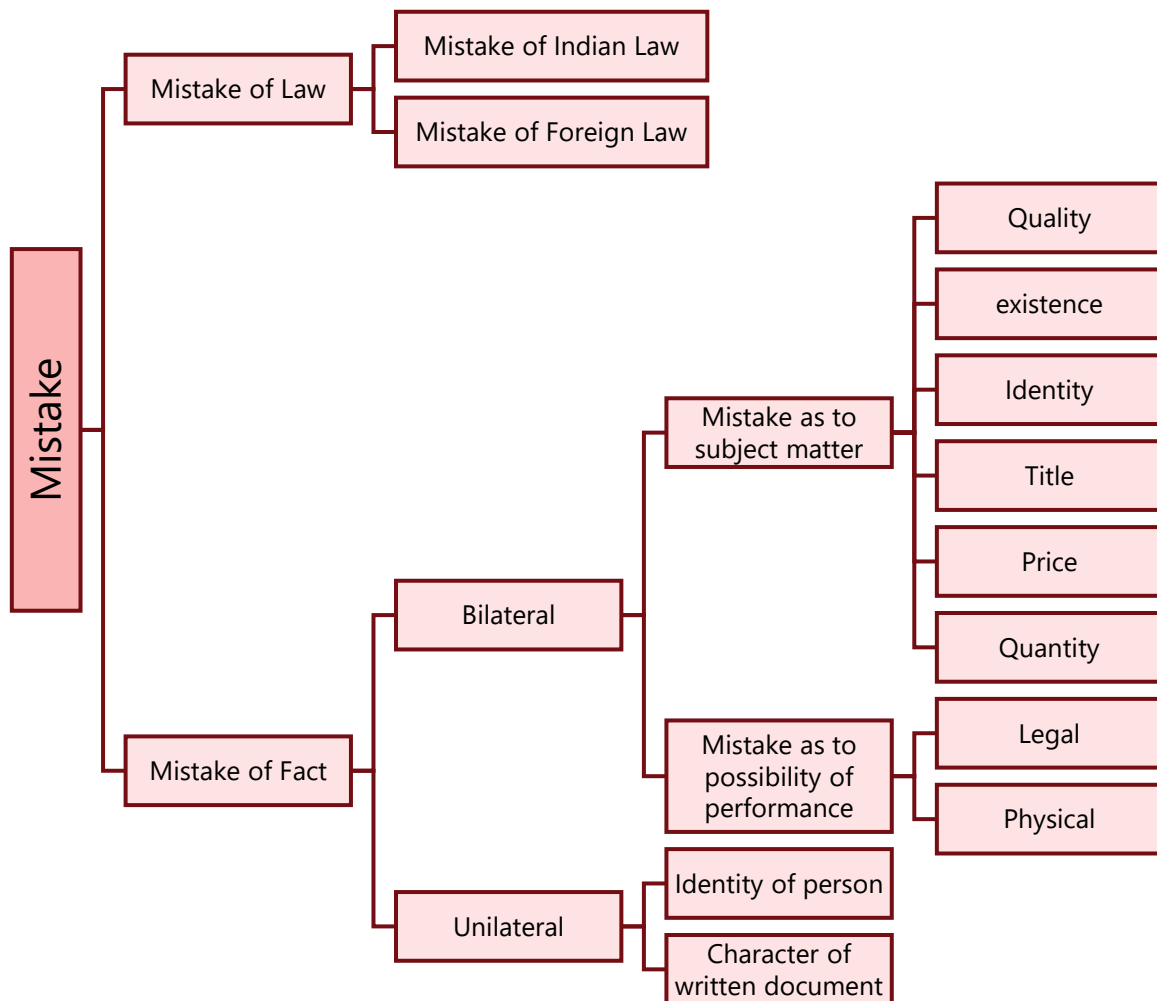 Mistake
Mistake of Law
Mistake of Indian Law
Mistake of Foreign Law
Mistake of Fact
Bilateral
Mistake as to
subject matter
Quality
existence
Identity
Title
Price
Quantity
Mistake as to
possibility of
performance
Legal
Physical
Unilateral
Identity of person
Character of
written document